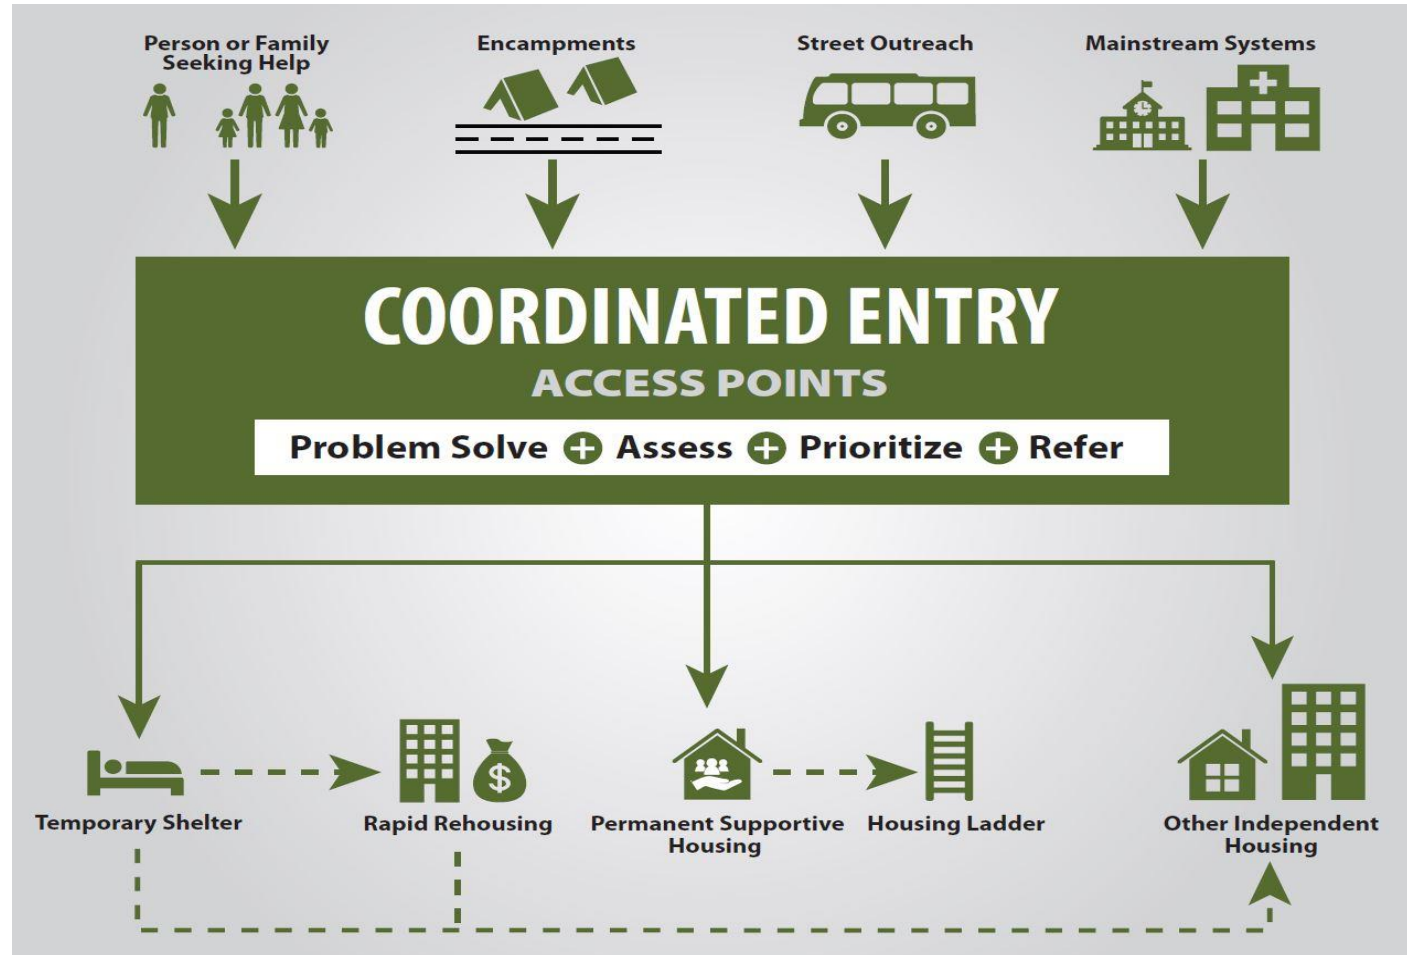 Person or Family
Seeking Help
Encampments
Street Outreach
Mainstream Systems
COORDINATED ENTRY
ACCESS POINTS
Problem Solve + Assess + Prioritize + Refer
$
Temporary Shelter
Rapid Rehousing
Permanent Supportive
Housing
Housing Ladder
Other Independent
Housing